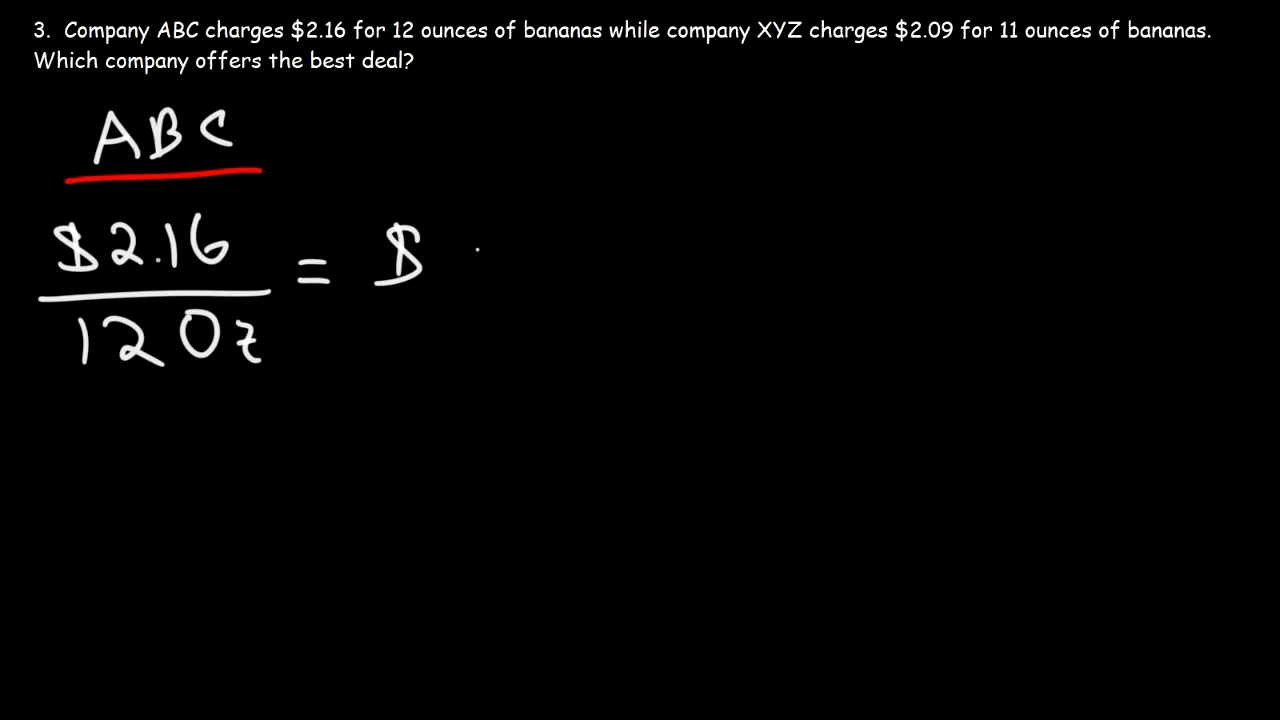 3. Company ABC charges $2.16 for 12 ounces of bananas while company XYZ charges $2.09 for 11 ounces of bananas.
Which company offers the best deal?
ABC
$2.16
= $
12 Oz